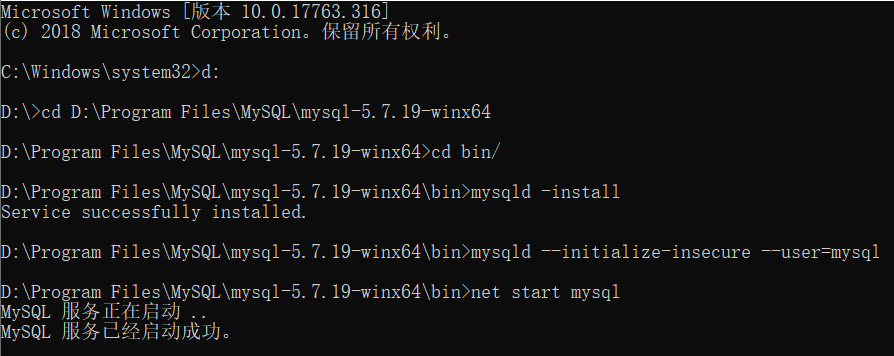 Microsoft Windows [版本 10.0.17763.316]
(c) 2018 Microsoft Corporation。保留所有权利。
C:\Windows\system32>d:
D:\>cd D:\Program Files\MySQL\mysql-5.7.19-winx64
D:\Program Files\MySQL\mysql-5.7.19-winx64>cd bin/
D:\Program Files\MySQL\mysql-5.7.19-winx64\bin>mysqld -install
Service successfully installed.
D:\Program Files\MySQL\mysql-5.7.19-winx64\bin>mysqld --initialize-insecure --user=mysql
D:\Program Files\MySQL\mysql-5.7.19-winx64\bin>net start mysql
MySQL 服务正在启动 ..
MySQL 服务已经启动成功。